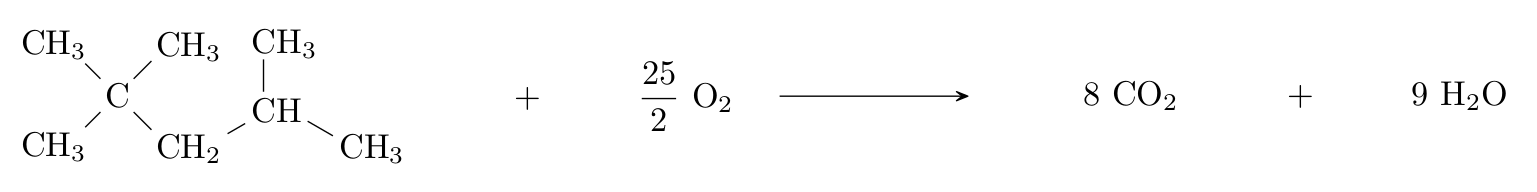 CH₃ CH₃ CH₃
C CH + 25/2 O₂ ⟶ 8 CO₂ + 9 H₂O
CH₃ CH₂ CH₃